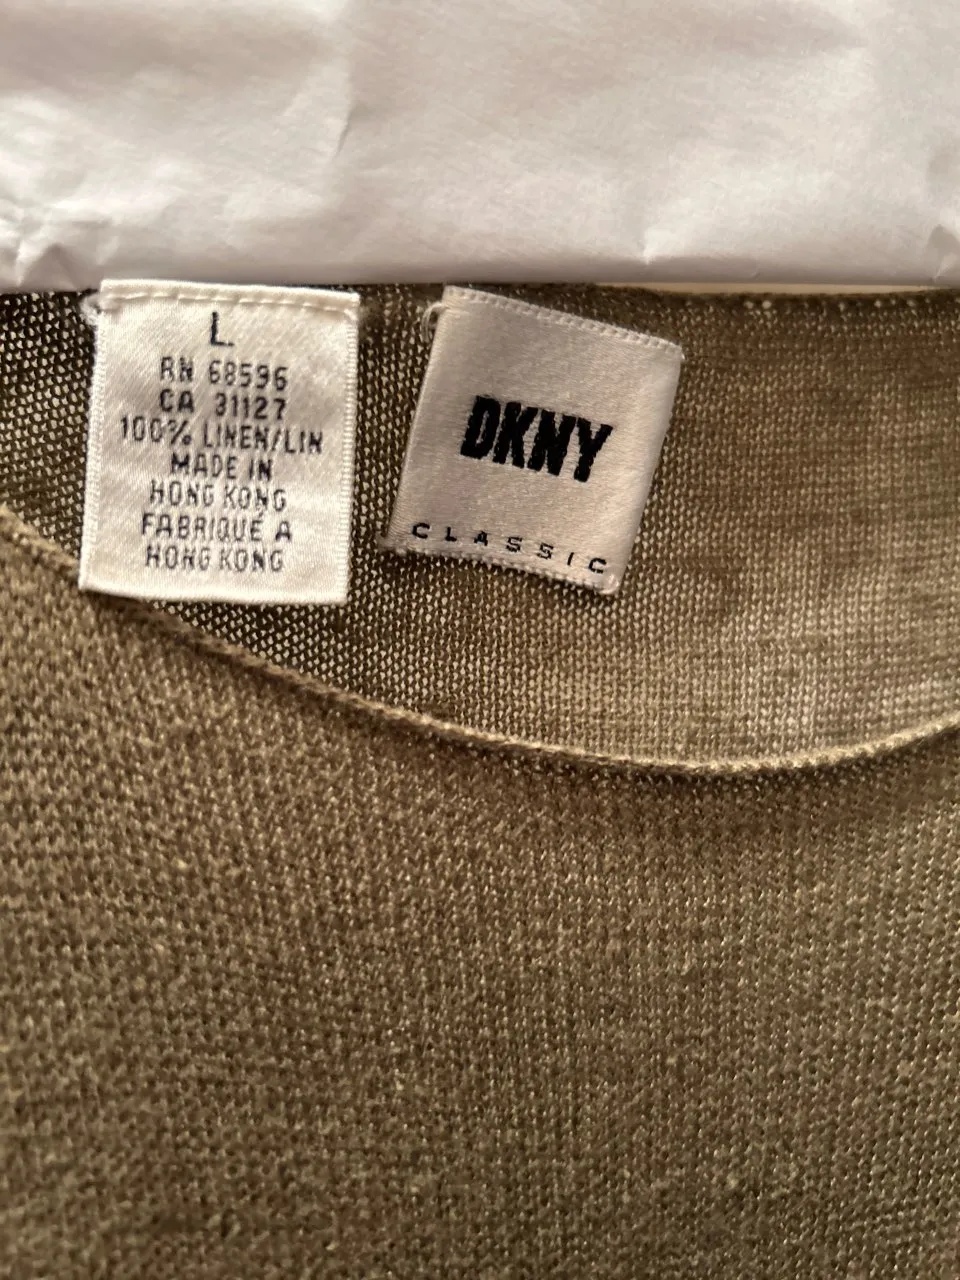 L
RN 68596
CA 31127
100% LINEN/LIN
MADE IN
HONG KONG
FABRIQUÉ A
HONG KONG
DKNY
CLASSIC